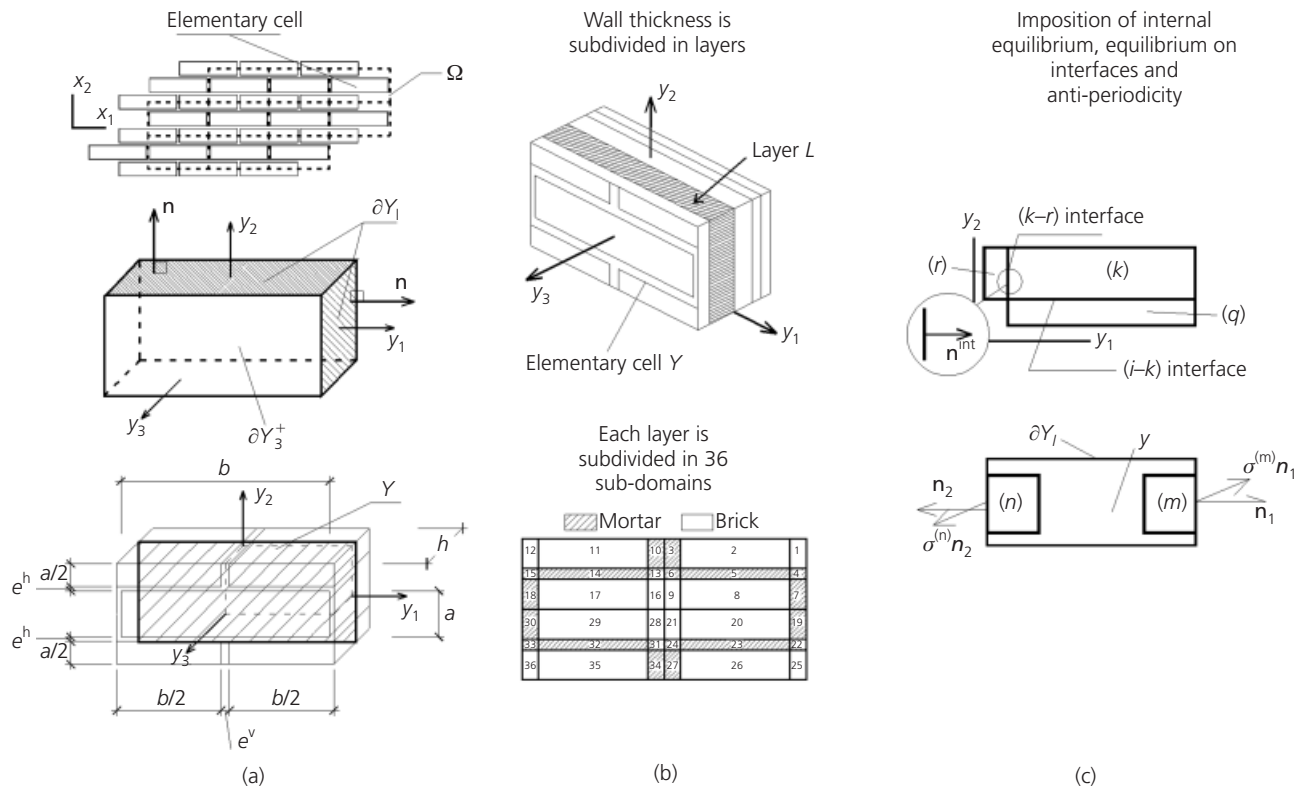 Elementary cell
Ω
x2
x1
n
y2
∂Yl
n
y1
y3
∂Y3+
b
y2
Y
h
eh
a/2
y1
a
eh
a/2
y3
b/2
b/2
ev
(a)
Wall thickness is
subdivided in layers
y2
Layer L
y3
y1
Elementary cell Y
Each layer is
subdivided in 36
sub-domains
Mortar Brick
12 11 10 3 2 1
15 14 13 6 5 4
18 17 16 9 8 7
30 29 28 21 20 19
33 32 31 24 23 22
36 35 34 27 26 25
(b)
Imposition of internal
equilibrium, equilibrium on
interfaces and
anti-periodicity
y2
(k–r) interface
(r)
(k)
(q)
nint
y1
(i–k) interface
∂Yl
y
σ(m)n1
n2
(n)
(m)
n1
σ(n)n2
(c)